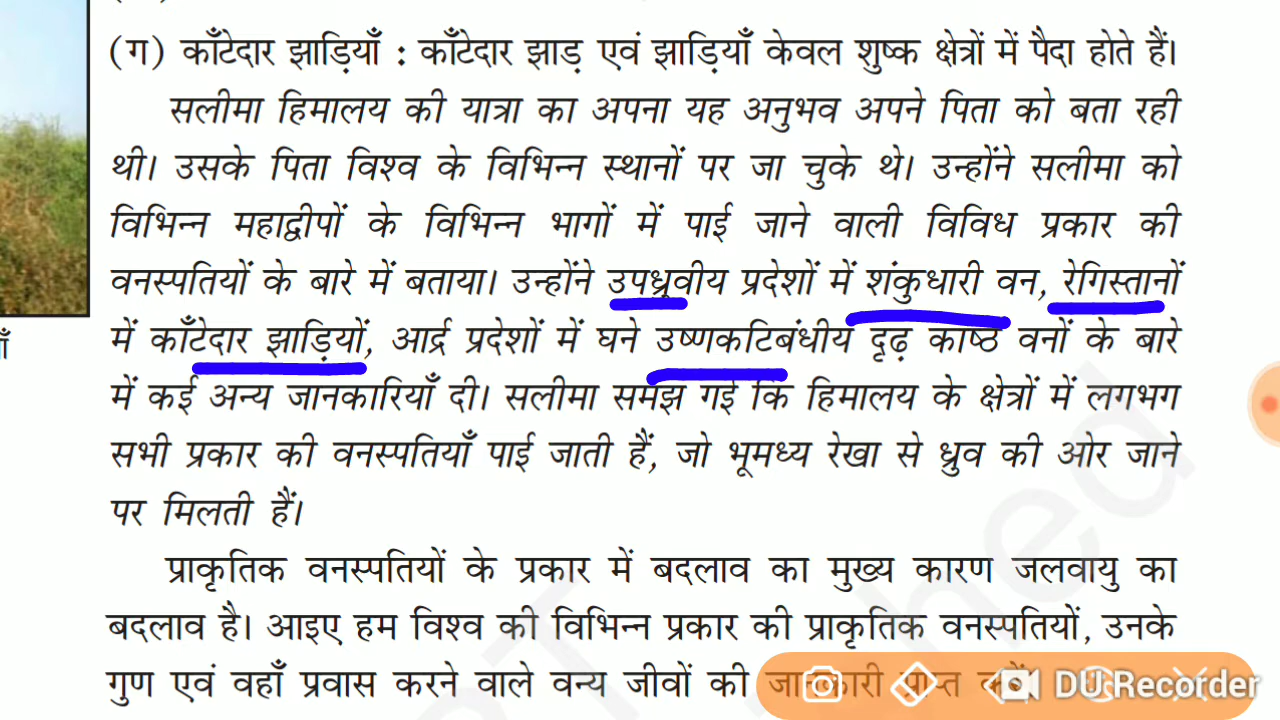 (ग) काँटेदार झाड़ियाँ : काँटेदार झाड़ एवं झाड़ियाँ केवल शुष्क क्षेत्रों में पैदा होते हैं।
सलीमा हिमालय की यात्रा का अपना यह अनुभव अपने पिता को बता रही
थी। उसके पिता विश्व के विभिन्न स्थानों पर जा चुके थे। उन्होंने सलीमा को
विभिन्न महाद्वीपों के विभिन्न भागों में पाई जाने वाली विविध प्रकार की
वनस्पतियों के बारे में बताया। उन्होंने उपध्रुवीय प्रदेशों में शंकुधारी वन, रेगिस्तानों
में काँटेदार झाड़ियों, आर्द्र प्रदेशों में घने उष्णकटिबंधीय दृढ़ काष्ठ वनों के बारे
में कई अन्य जानकारियाँ दी। सलीमा समझ गई कि हिमालय के क्षेत्रों में लगभग
सभी प्रकार की वनस्पतियाँ पाई जाती हैं, जो भूमध्य रेखा से ध्रुव की ओर जाने
पर मिलती हैं।
प्राकृतिक वनस्पतियों के प्रकार में बदलाव का मुख्य कारण जलवायु का
बदलाव है। आइए हम विश्व की विभिन्न प्रकार की प्राकृतिक वनस्पतियों, उनके
गुण एवं वहाँ प्रवास करने वाले वन्य जीवों की जानकारी प्राप्त
DU Recorder